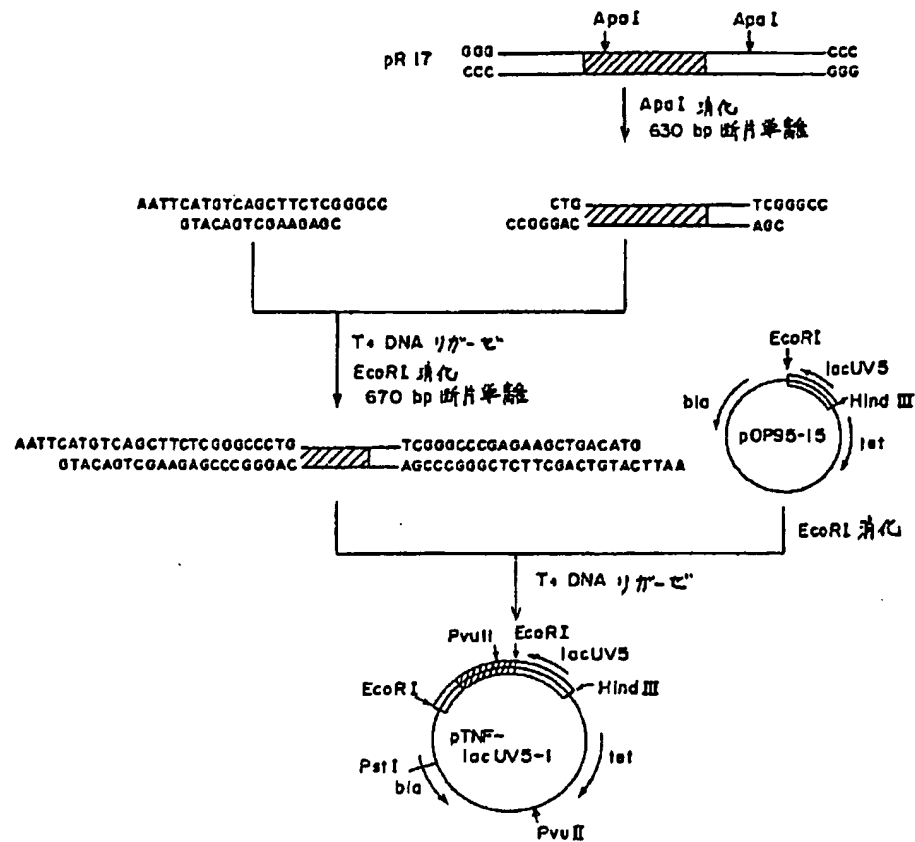 ApaI ApaI
pR 17 GGG CCC
CCC GGG
ApaI 消化
630 bp 断片単離
AATTCATGTCAGCTTCTCGGGCC CTG TCGGGCC
GTACAGTCGAAGAGC CCGGGAC AGC
T4 DNA リガーゼ
EcoRI 消化
670 bp 断片単離
EcoRI
lacUV5
bla
Hind III
pOP95-15
tet
AATTCATGTCAGCTTCTCGGGCCCTG TCGGGCCCGAGAAGCTGACATG
GTACAGTCGAAGAGCCCGGGAC AGCCCGGGCTCTTCGACTGTACTTAA
EcoRI 消化
T4 DNA リガーゼ
PvuII EcoRI
lacUV5
EcoRI
Hind III
pTNF-
lacUV5-1
PstI
bla
tet
PvuII